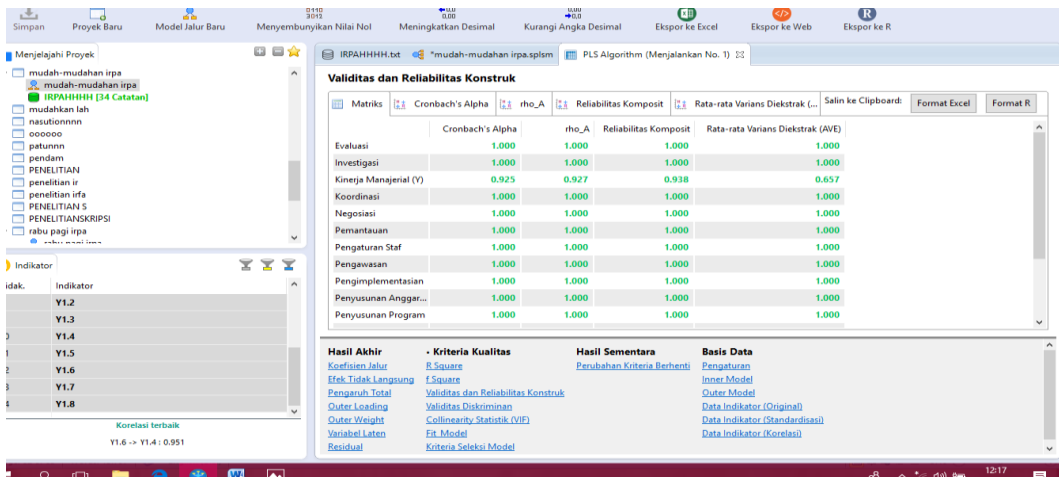 Simpan Proyek Baru Model Jalur Baru Menyembunyikan Nilai Nol Meningkatkan Desimal Kurangi Angka Desimal Ekspor ke Excel Ekspor ke Web Ekspor ke R
Menjelajahi Proyek
mudah-mudahan irpa
mudah-mudahan irpa
IRPAHHHH [34 Catatan]
mudahkan lah
nasutionnnn
oooooo
patunnn
pendam
PENELITIAN
penelitian ir
penelitian irfa
PENELITIAN S
PENELITIANSKRIPSI
rabu pagi irpa
Indikator
idak. Indikator
Y1.2
Y1.3
Y1.4
Y1.5
Y1.6
Y1.7
Y1.8
Korelasi terbaik
Y1.6 -> Y1.4 : 0.951
IRPAHHHH.txt *mudah-mudahan irpa.splsm PLS Algorithm (Menjalankan No. 1)
Validitas dan Reliabilitas Konstruk
Matriks Cronbach's Alpha rho_A Reliabilitas Komposit Rata-rata Varians Diekstrak (... Salin ke Clipboard: Format Excel Format R
Cronbach's Alpha rho_A Reliabilitas Komposit Rata-rata Varians Diekstrak (AVE)
Evaluasi 1.000 1.000 1.000 1.000
Investigasi 1.000 1.000 1.000 1.000
Kinerja Manajerial (Y) 0.925 0.927 0.938 0.657
Koordinasi 1.000 1.000 1.000 1.000
Negosiasi 1.000 1.000 1.000 1.000
Pemantauan 1.000 1.000 1.000 1.000
Pengaturan Staf 1.000 1.000 1.000 1.000
Pengawasan 1.000 1.000 1.000 1.000
Pengimplementasian 1.000 1.000 1.000 1.000
Penyusunan Anggar... 1.000 1.000 1.000 1.000
Penyusunan Program 1.000 1.000 1.000 1.000
Hasil Akhir · Kriteria Kualitas Hasil Sementara Basis Data
Koefisien Jalur R Square Perubahan Kriteria Berhenti Pengaturan
Efek Tidak Langsung f Square Inner Model
Pengaruh Total Validitas dan Reliabilitas Konstruk Outer Model
Outer Loading Validitas Diskriminan Data Indikator (Original)
Outer Weight Collinearity Statistik (VIF) Data Indikator (Standardisasi)
Variabel Laten Fit Model Data Indikator (Korelasi)
Residual Kriteria Seleksi Model
12:17